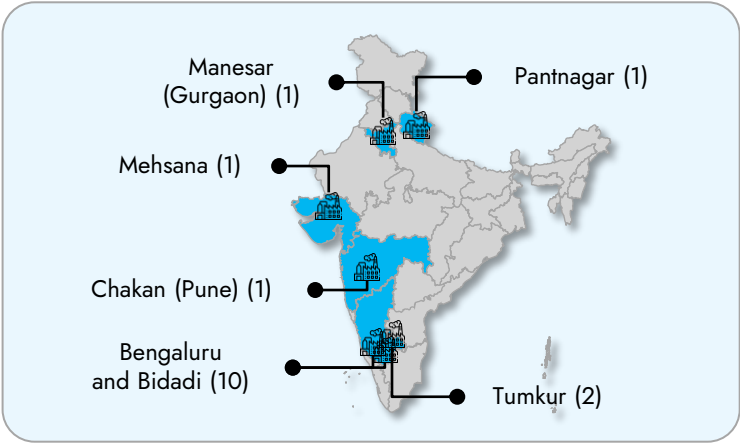 Manesar
(Gurgaon) (1)
Pantnagar (1)
Mehsana (1)
Chakan (Pune) (1)
Bengaluru
and Bidadi (10)
Tumkur (2)